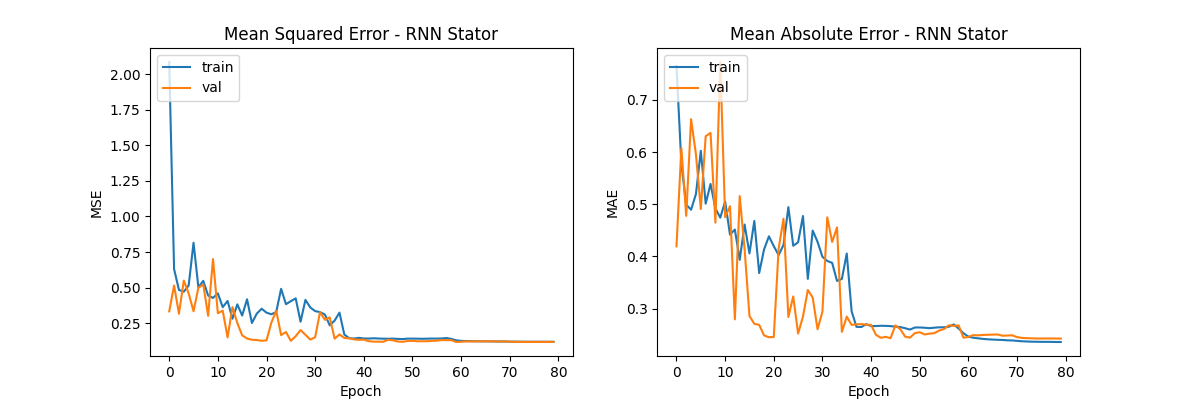 Mean Squared Error - RNN Stator
train
val
MSE
2.00
1.75
1.50
1.25
1.00
0.75
0.50
0.25
0 10 20 30 40 50 60 70 80
Epoch
Mean Absolute Error - RNN Stator
train
val
MAE
0.7
0.6
0.5
0.4
0.3
0 10 20 30 40 50 60 70 80
Epoch